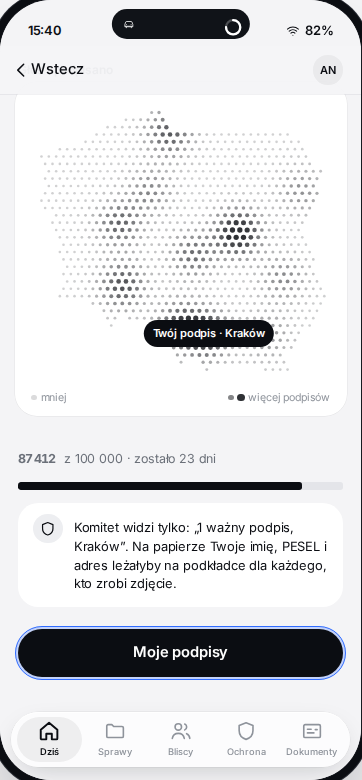 15:40
82%
Wstecz
AN
Twój podpis · Kraków
mniej
więcej podpisów
87 412 z 100 000 · zostało 23 dni
Komitet widzi tylko: „1 ważny podpis,
Kraków”. Na papierze Twoje imię, PESEL i
adres leżałyby na podkładce dla każdego,
kto zrobi zdjęcie.
Moje podpisy
Dziś
Sprawy
Bliscy
Ochrona
Dokumenty